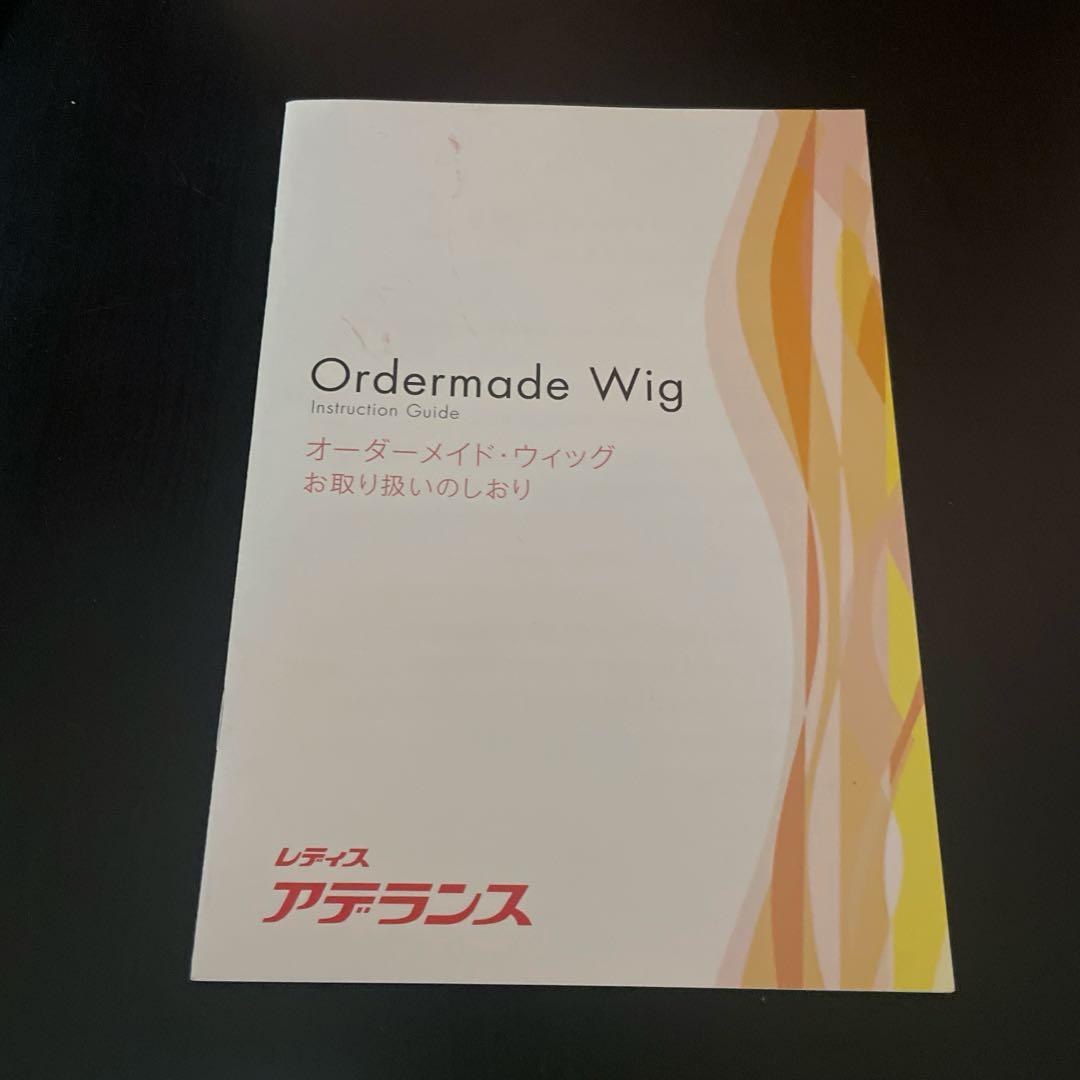 Ordermade Wig
Instruction Guide
オーダーメイド・ウィッグ
お取り扱いのしおり
レディス
アデランス